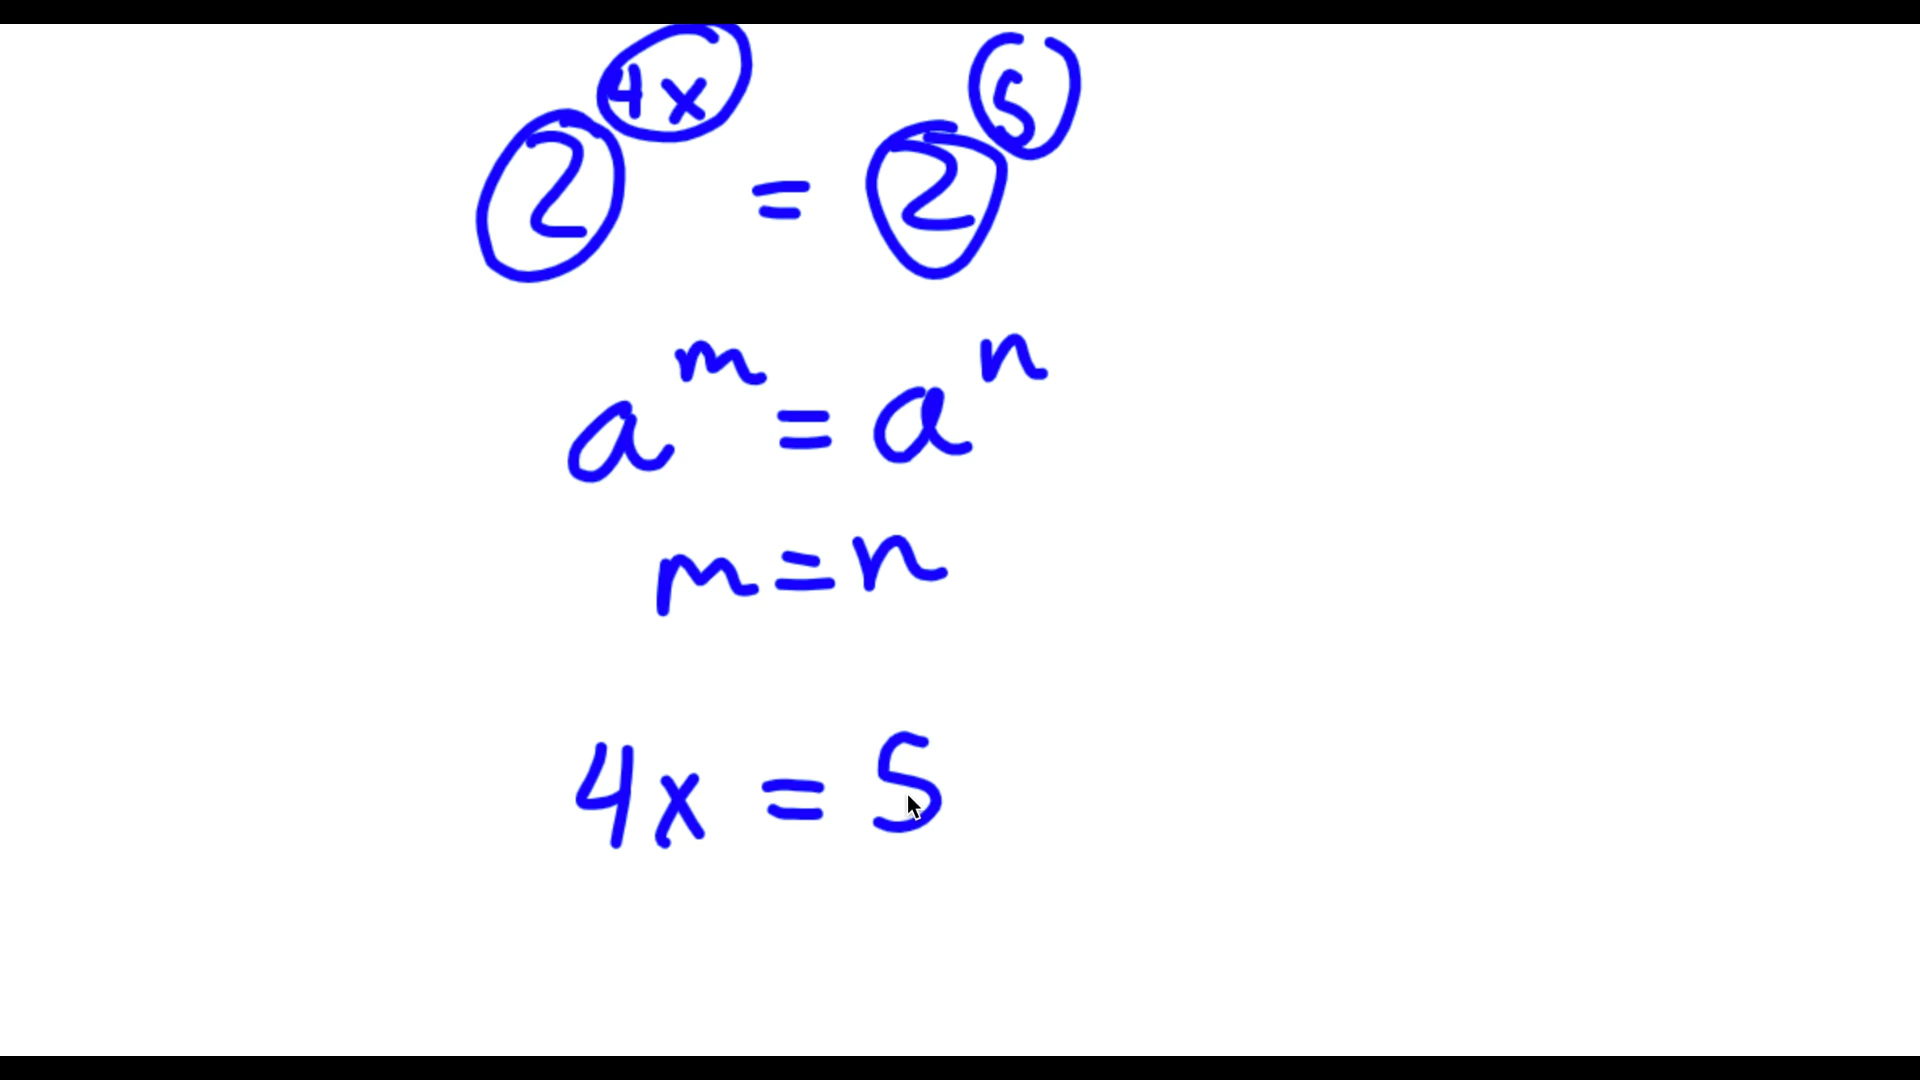 2^{4x} = 2^5
a^m = a^n
m = n
4x = 5